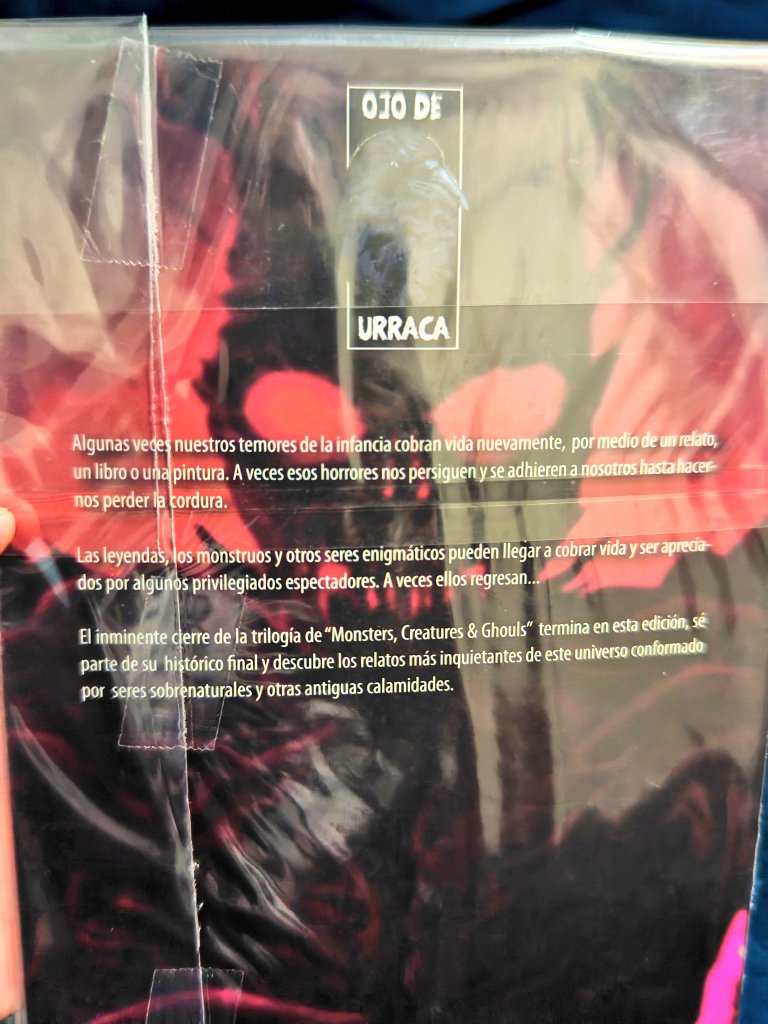 OJO DE
URRACA
Algunas veces nuestros temores de la infancia cobran vida nuevamente, por medio de un relato,
un libro o una pintura. A veces esos horrores nos persiguen y se adhieren a nosotros hasta hacer-
nos perder la cordura.
Las leyendas, los monstruos y otros seres enigmáticos pueden llegar a cobrar vida y ser aprecia-
dos por algunos privilegiados espectadores. A veces ellos regresan...
El inminente cierre de la trilogía de “Monsters, Creatures & Ghouls” termina en esta edición, sé
parte de su histórico final y descubre los relatos más inquietantes de este universo conformado
por seres sobrenaturales y otras antiguas calamidades.